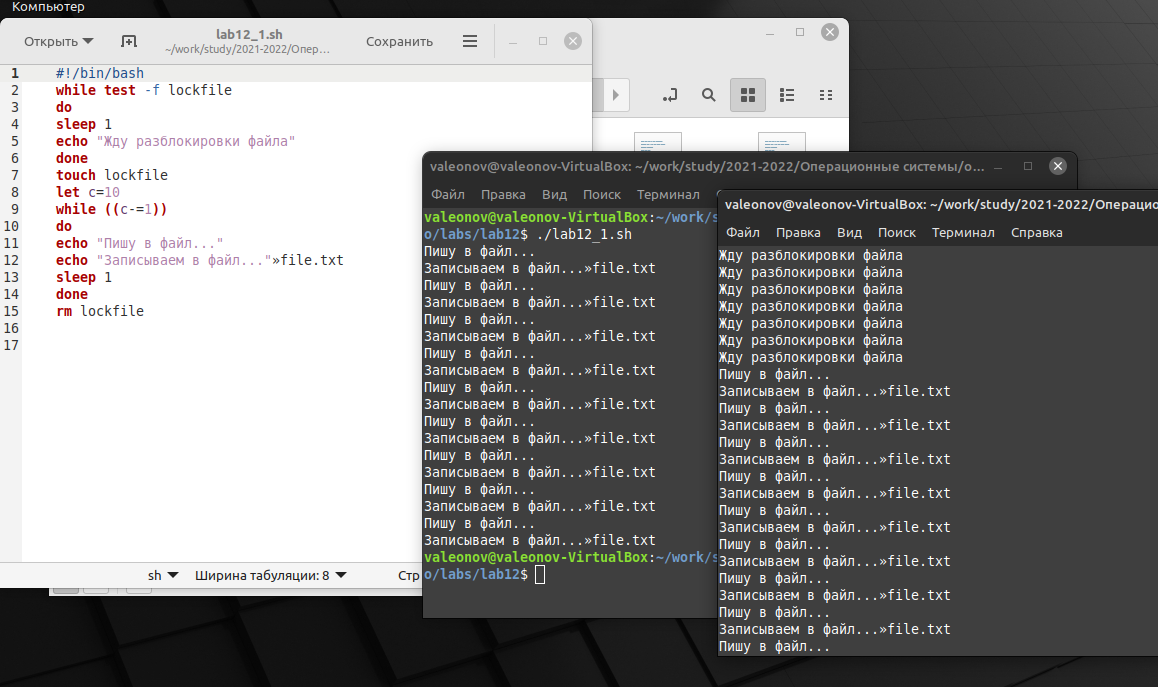 Компьютер
Открыть
lab12_1.sh
~/work/study/2021-2022/Опер...
Сохранить
1 #!/bin/bash
2 while test -f lockfile
3 do
4 sleep 1
5 echo "Жду разблокировки файла"
6 done
7 touch lockfile
8 let c=10
9 while ((c-=1))
10 do
11 echo "Пишу в файл..."
12 echo "Записываем в файл..."»file.txt
13 sleep 1
14 done
15 rm lockfile
16
17
sh
Ширина табуляции: 8
Стр
valeonov@valeonov-VirtualBox: ~/work/study/2021-2022/Операционные системы/o...
Файл Правка Вид Поиск Терминал
valeonov@valeonov-VirtualBox:~/work/s
o/labs/lab12$ ./lab12_1.sh
Пишу в файл...
Записываем в файл...»file.txt
Пишу в файл...
Записываем в файл...»file.txt
Пишу в файл...
Записываем в файл...»file.txt
Пишу в файл...
Записываем в файл...»file.txt
Пишу в файл...
Записываем в файл...»file.txt
Пишу в файл...
Записываем в файл...»file.txt
Пишу в файл...
Записываем в файл...»file.txt
Пишу в файл...
Записываем в файл...»file.txt
Пишу в файл...
Записываем в файл...»file.txt
valeonov@valeonov-VirtualBox:~/work/s
o/labs/lab12$
valeonov@valeonov-VirtualBox: ~/work/study/2021-2022/Операцио
Файл Правка Вид Поиск Терминал Справка
Жду разблокировки файла
Жду разблокировки файла
Жду разблокировки файла
Жду разблокировки файла
Жду разблокировки файла
Жду разблокировки файла
Жду разблокировки файла
Пишу в файл...
Записываем в файл...»file.txt
Пишу в файл...
Записываем в файл...»file.txt
Пишу в файл...
Записываем в файл...»file.txt
Пишу в файл...
Записываем в файл...»file.txt
Пишу в файл...
Записываем в файл...»file.txt
Пишу в файл...
Записываем в файл...»file.txt
Пишу в файл...
Записываем в файл...»file.txt
Пишу в файл...
Записываем в файл...»file.txt
Пишу в файл...